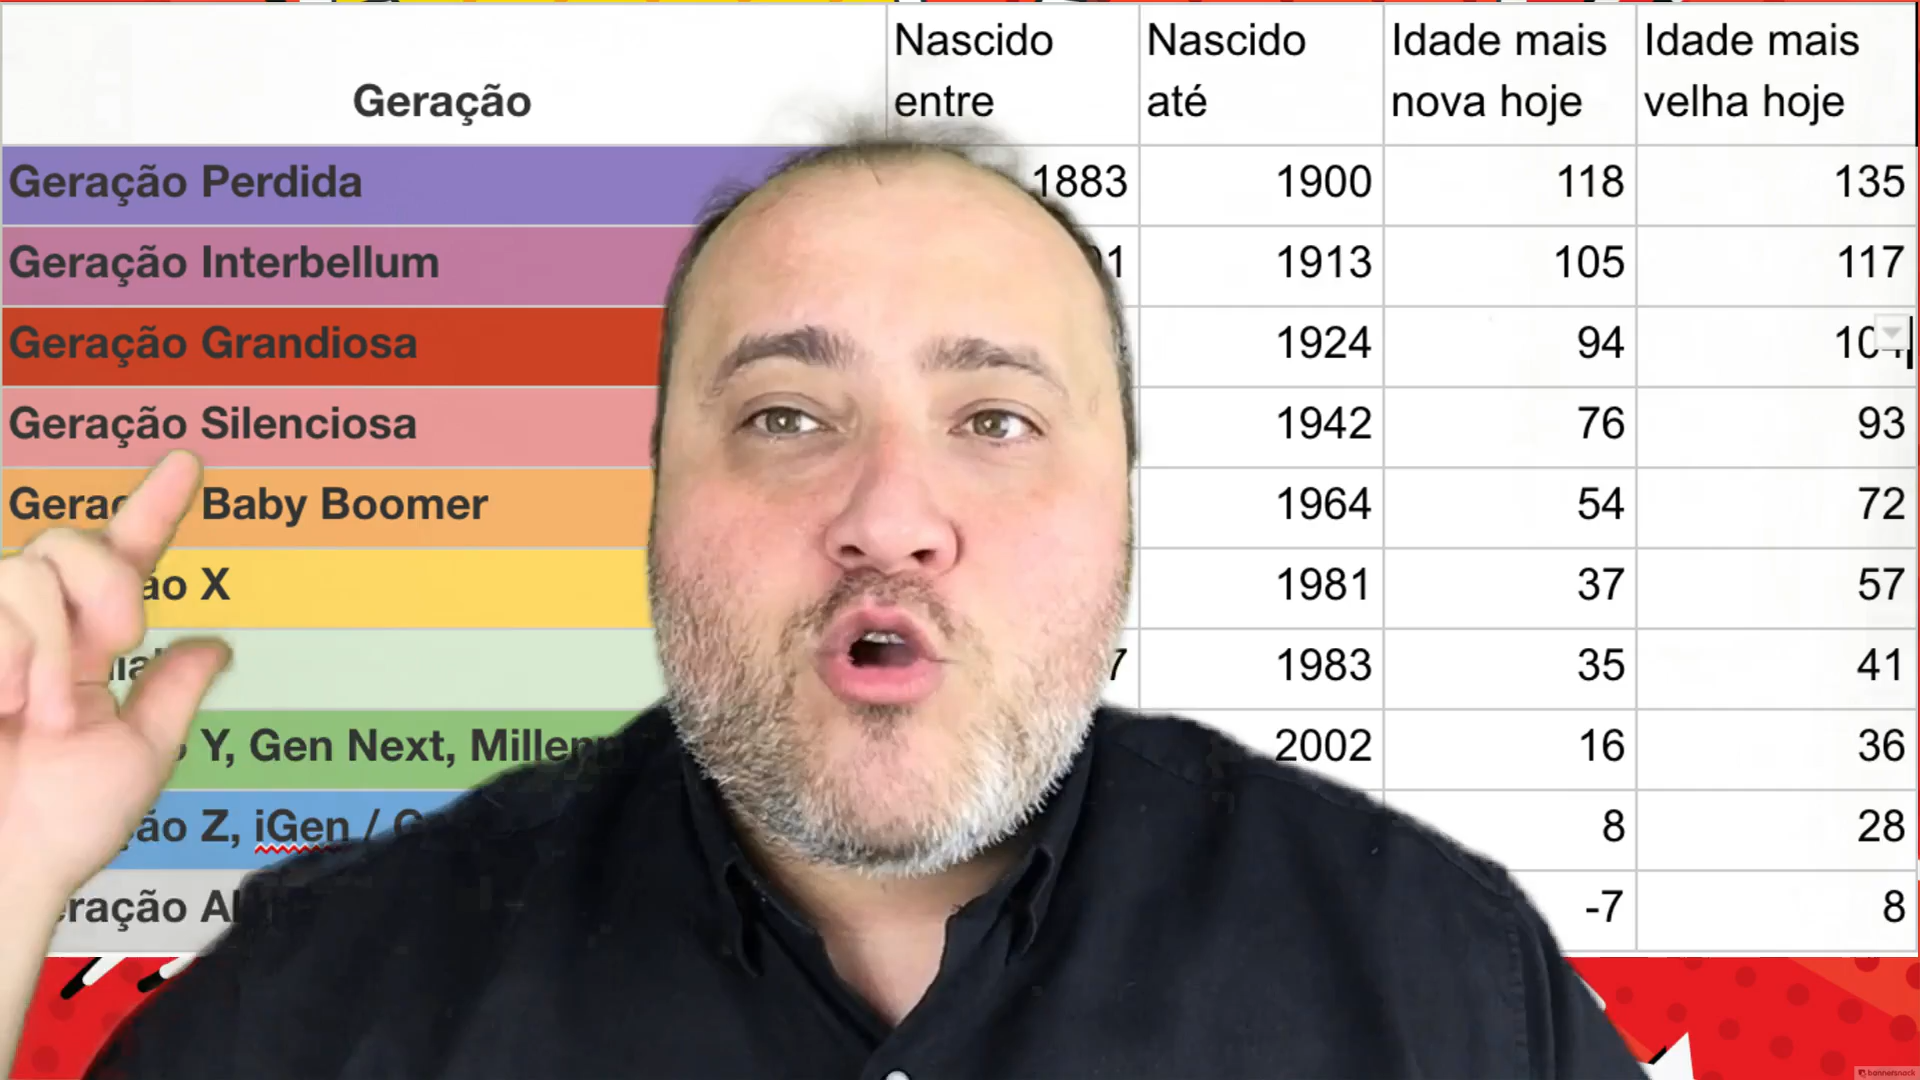 Geração Nascido entre Nascido até Idade mais nova hoje Idade mais velha hoje
Geração Perdida 1883 1900 118 135
Geração Interbellum 1913 105 117
Geração Grandiosa 1924 94
Geração Silenciosa 1942 76 93
Baby Boomer 1964 54 72
X 1981 37 57
1983 35 41
Y, Gen Next, 2002 16 36
Z, iGen / 8 28
-7 8
bannersnack